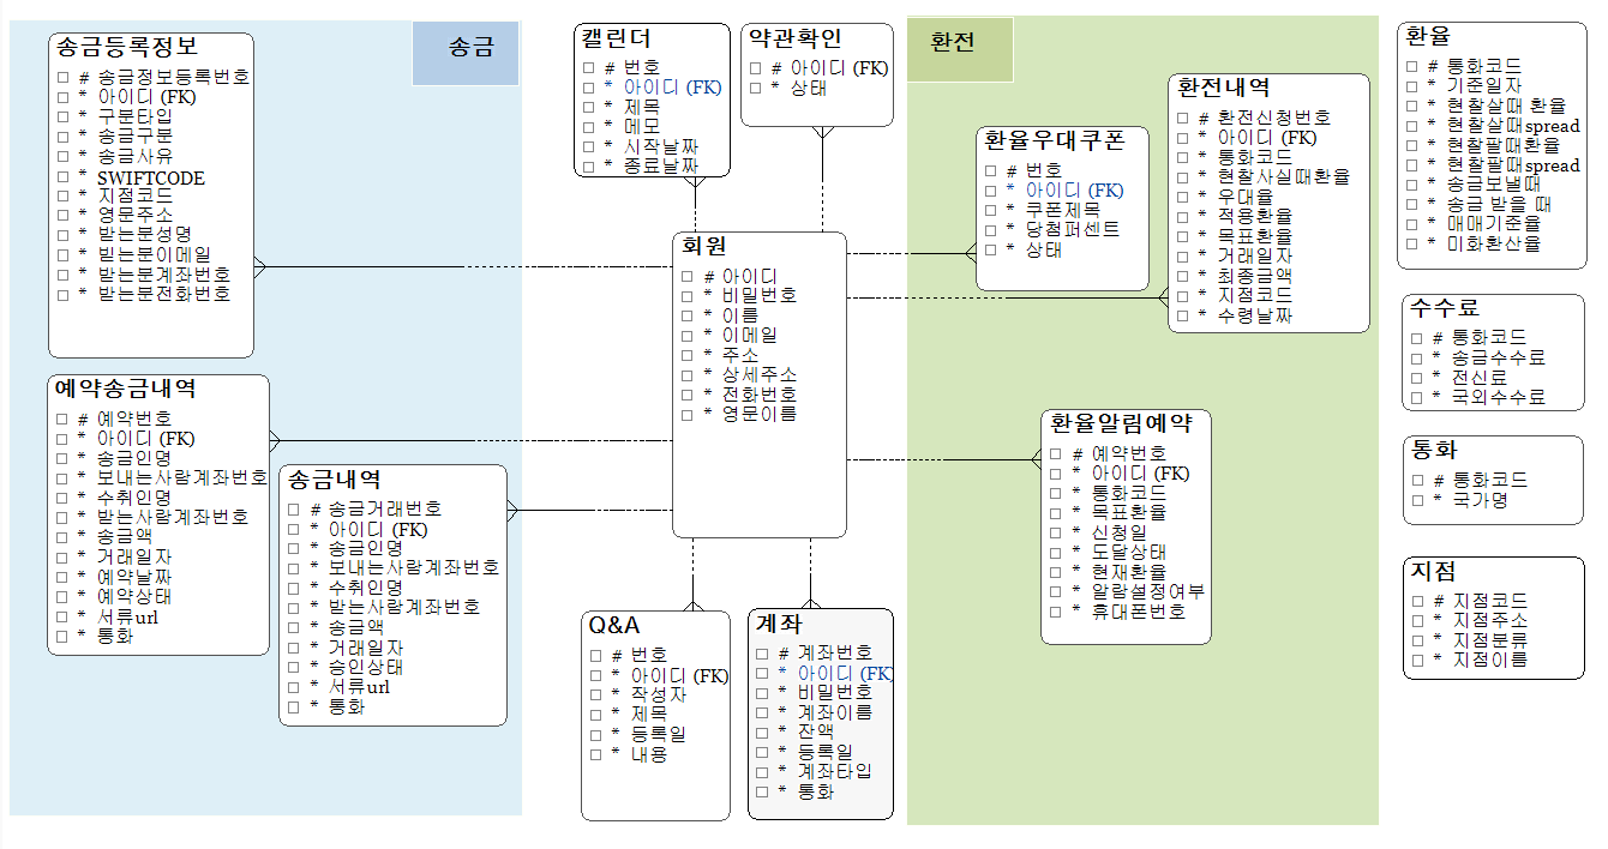 송금
송금등록정보
# 송금정보등록번호
* 아이디 (FK)
* 구분타입
* 송금구분
* 송금사유
* SWIFTCODE
* 지점코드
* 영문주소
* 받는분성명
* 빋는분이메일
* 받는분계좌번호
* 받는분전화번호
예약송금내역
# 예약번호
* 아이디 (FK)
* 송금인명
* 보내는사람계좌번호
* 수취인명
* 받는사람계좌번호
* 송금액
* 거래일자
* 예약날짜
* 예약상태
* 서류url
* 통화
송금내역
# 송금거래번호
* 아이디 (FK)
* 송금인명
* 보내는사람계좌번호
* 수취인명
* 받는사람계좌번호
* 송금액
* 거래일자
* 승인상태
* 서류url
* 통화
캘린더
# 번호
* 아이디 (FK)
* 제목
* 메모
* 시작날짜
* 종료날짜
약관확인
# 아이디 (FK)
* 상태
회원
# 아이디
* 비밀번호
* 이름
* 이메일
* 주소
* 상세주소
* 전화번호
* 영문이름
Q&A
# 번호
* 아이디 (FK)
* 작성자
* 제목
* 등록일
* 내용
계좌
# 계좌번호
* 아이디 (FK)
* 비밀번호
* 계좌이름
* 잔액
* 등록일
* 계좌타입
* 통화
환전
환율우대쿠폰
# 번호
* 아이디 (FK)
* 쿠폰제목
* 당첨퍼센트
* 상태
환전내역
# 환전신청번호
* 아이디 (FK)
* 통화코드
* 현찰사실때환율
* 우대율
* 적용환율
* 목표환율
* 거래일자
* 최종금액
* 지점코드
* 수령날짜
환율알림예약
# 예약번호
* 아이디 (FK)
* 통화코드
* 목표환율
* 신청일
* 도달상태
* 현재환율
* 알람설정여부
* 휴대폰번호
환율
# 통화코드
* 기준일자
* 현찰살때 환율
* 현찰살때spread
* 현찰팔때환율
* 현찰팔때spread
* 송금보낼때
* 송금 받을 때
* 매매기준율
* 미화환산율
수수료
# 통화코드
* 송금수수료
* 전신료
* 국외수수료
통화
# 통화코드
* 국가명
지점
# 지점코드
* 지점주소
* 지점분류
* 지점이름